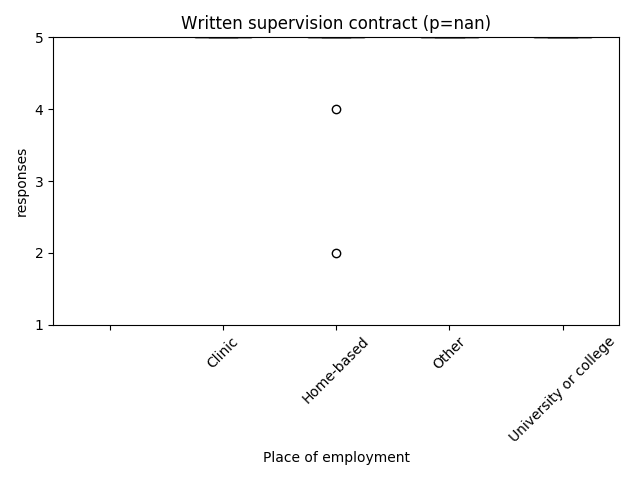 Written supervision contract (p=nan)
5
4
3
2
1
responses
Clinic
Home-based
Other
University or college
Place of employment